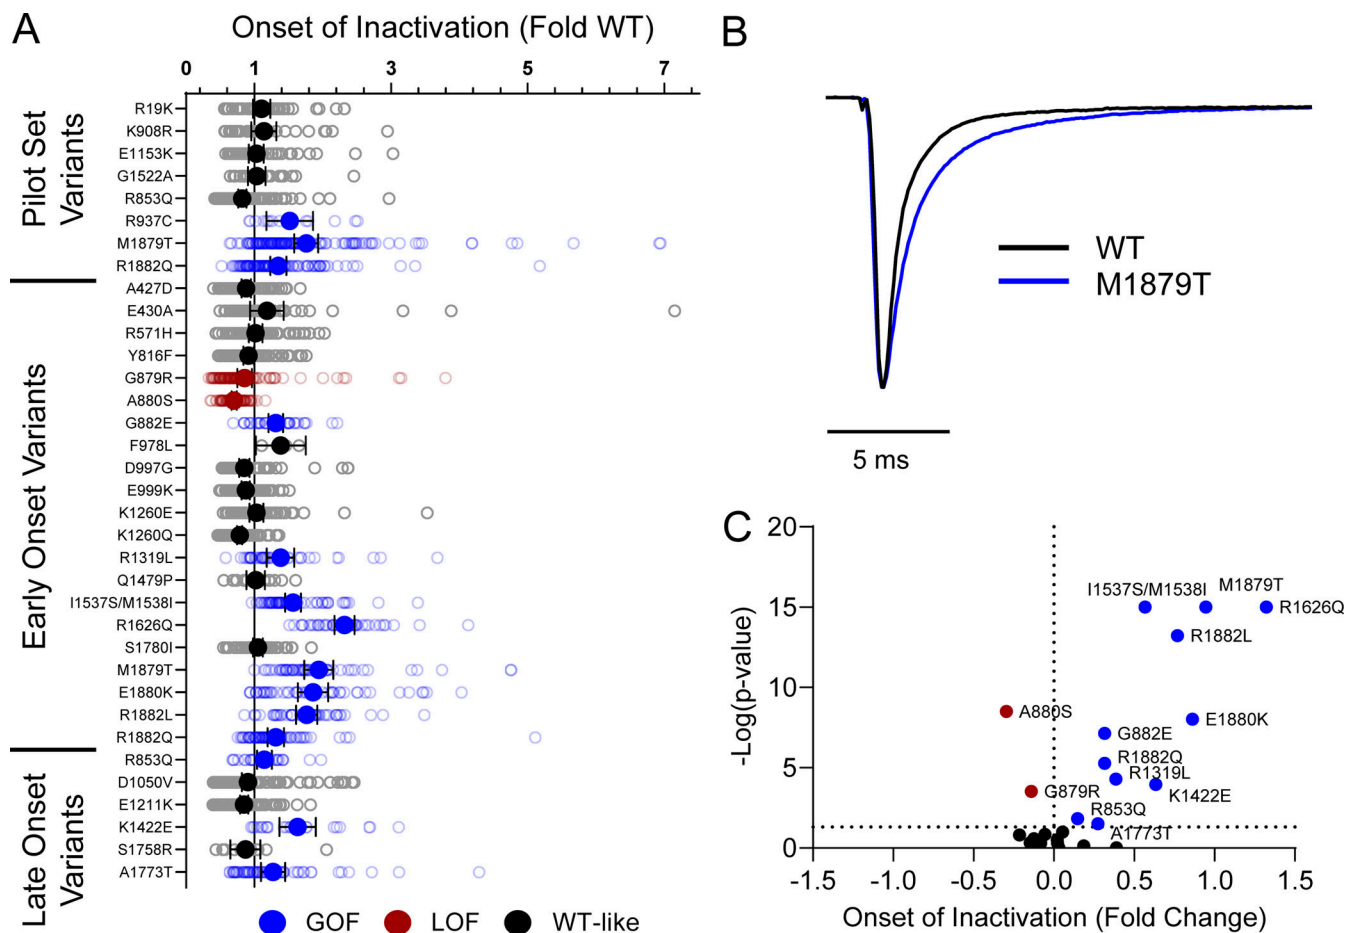 A
Onset of Inactivation (Fold WT)
0 1 3 5 7
Pilot Set
Variants
R19K
K908R
E1153K
G1522A
R853Q
R937C
M1879T
R1882Q
Early Onset Variants
A427D
E430A
R571H
Y816F
G879R
A880S
G882E
F978L
D997G
E999K
K1260E
K1260Q
R1319L
Q1479P
I1537S/M1538I
R1626Q
S1780I
M1879T
E1880K
R1882L
R1882Q
Late Onset
Variants
R853Q
D1050V
E1211K
K1422E
S1758R
A1773T
GOF LOF WT-like
B
WT
M1879T
5 ms
C
-Log(p-value)
20
15
10
5
0
I1537S/M1538I M1879T
R1626Q
R1882L
A880S
E1880K
G882E
R1882Q
R1319L
G879R
K1422E
R853Q
A1773T
-1.5 -1.0 0.0 0.5 1.0 1.5
Onset of Inactivation (Fold Change)